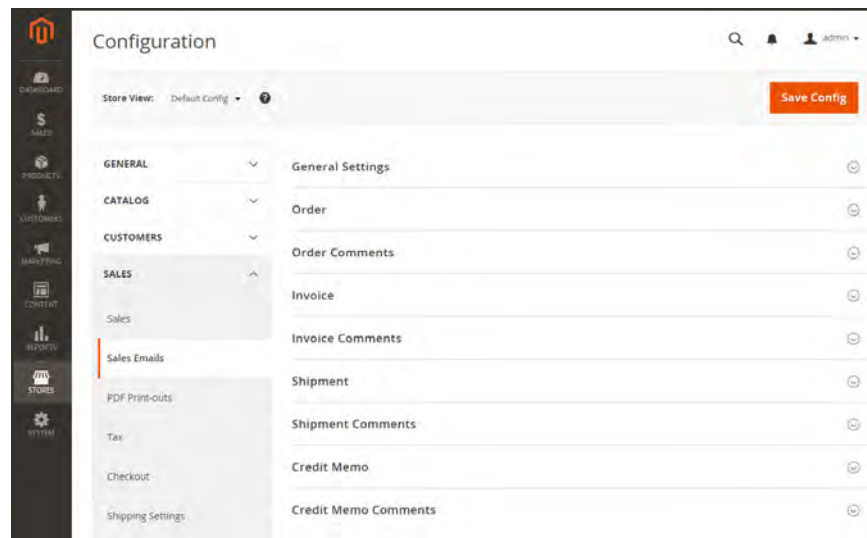 Configuration
admin
DASHBOARD
Store View: Default Config
Save Config
SALES
PRODUCTS
CUSTOMERS
MARKETING
CONTENT
REPORTS
STORES
SYSTEM
GENERAL
CATALOG
CUSTOMERS
SALES
Sales
Sales Emails
PDF Print-outs
Tax
Checkout
Shipping Settings
General Settings
Order
Order Comments
Invoice
Invoice Comments
Shipment
Shipment Comments
Credit Memo
Credit Memo Comments